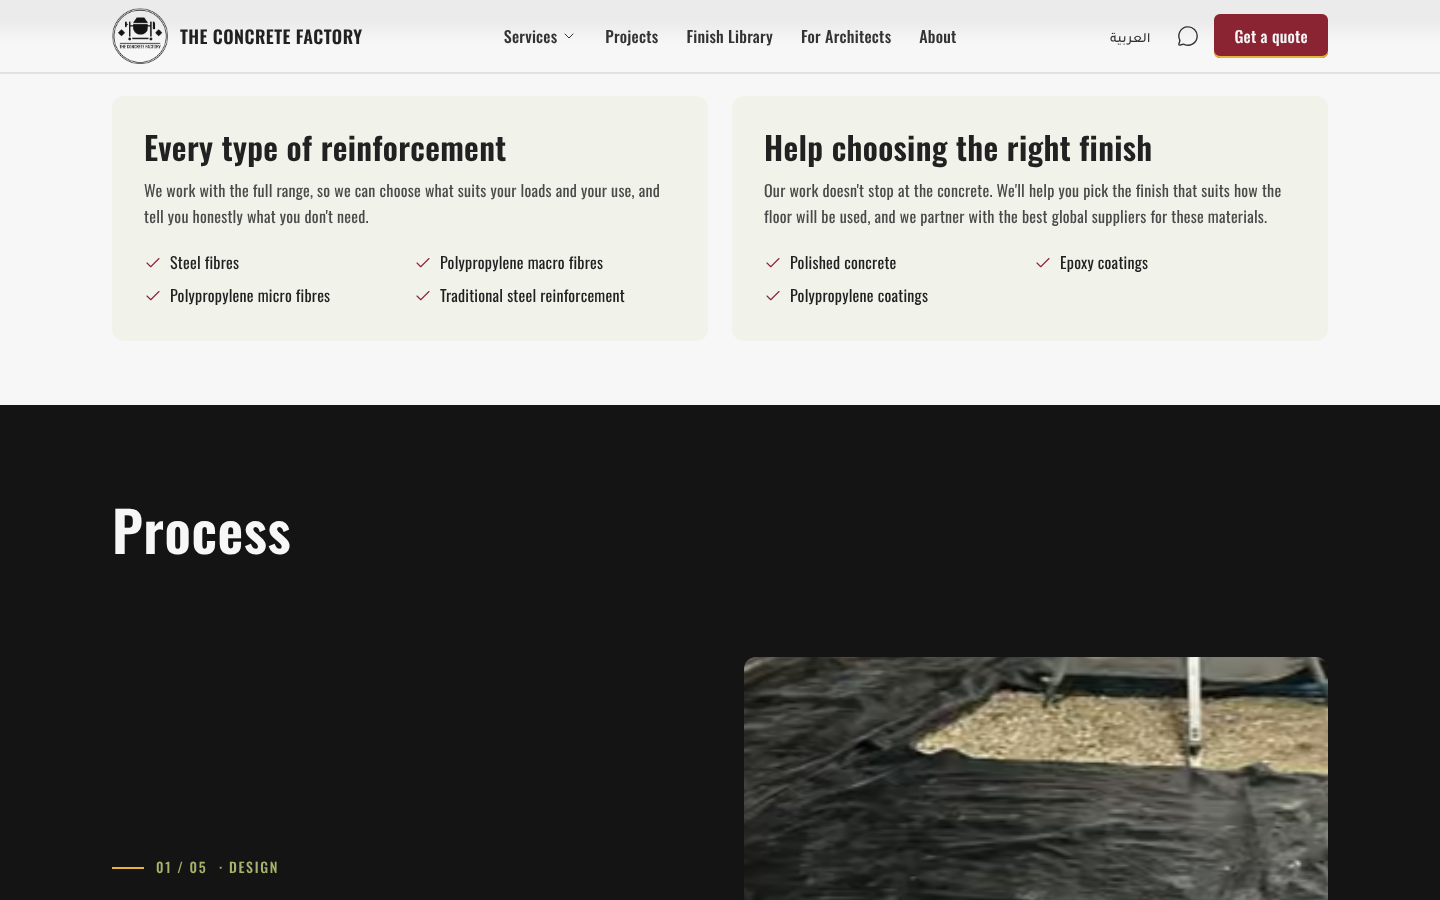 THE CONCRETE FACTORY
THE CONCRETE FACTORY
Services
Projects
Finish Library
For Architects
About
العربية
Get a quote
Every type of reinforcement
We work with the full range, so we can choose what suits your loads and your use, and
tell you honestly what you don't need.
Steel fibres
Polypropylene macro fibres
Polypropylene micro fibres
Traditional steel reinforcement
Help choosing the right finish
Our work doesn't stop at the concrete. We'll help you pick the finish that suits how the
floor will be used, and we partner with the best global suppliers for these materials.
Polished concrete
Epoxy coatings
Polypropylene coatings
Process
01 / 05 · DESIGN